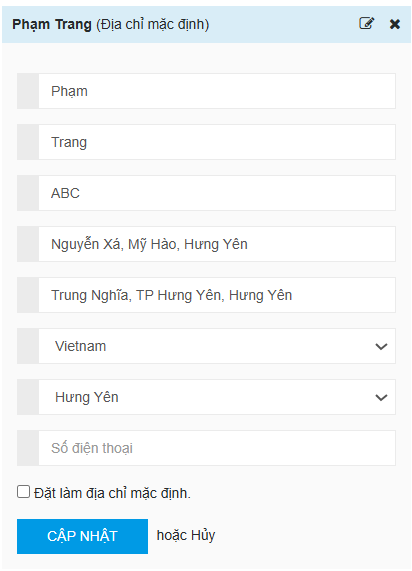 Phạm Trang (Địa chỉ mặc định)
Phạm
Trang
ABC
Nguyễn Xá, Mỹ Hào, Hưng Yên
Trung Nghĩa, TP Hưng Yên, Hưng Yên
Vietnam
Hưng Yên
Số điện thoại
Đặt làm địa chỉ mặc định.
CẬP NHẬT hoặc Hủy